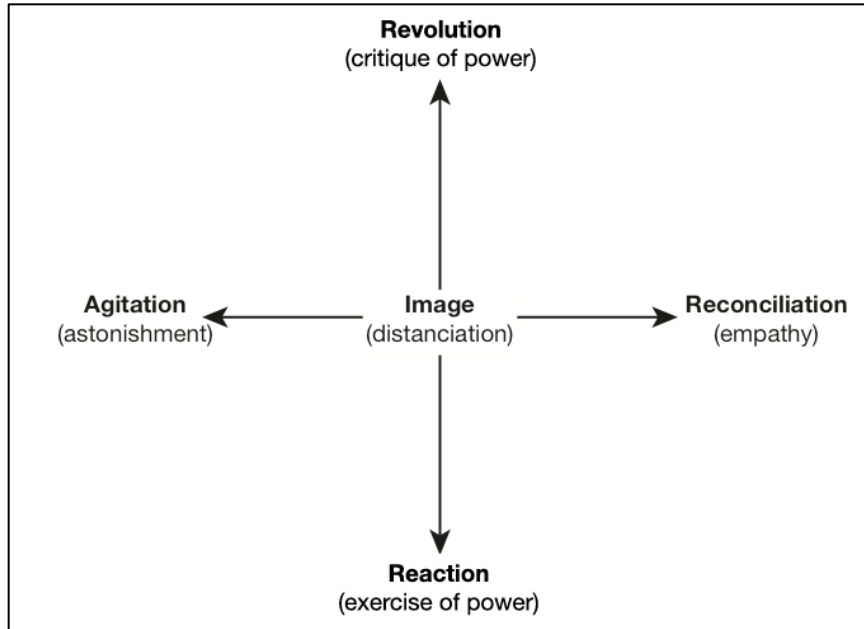 Revolution
(critique of power)
Agitation
(astonishment)
Image
(distanciation)
Reconciliation
(empathy)
Reaction
(exercise of power)